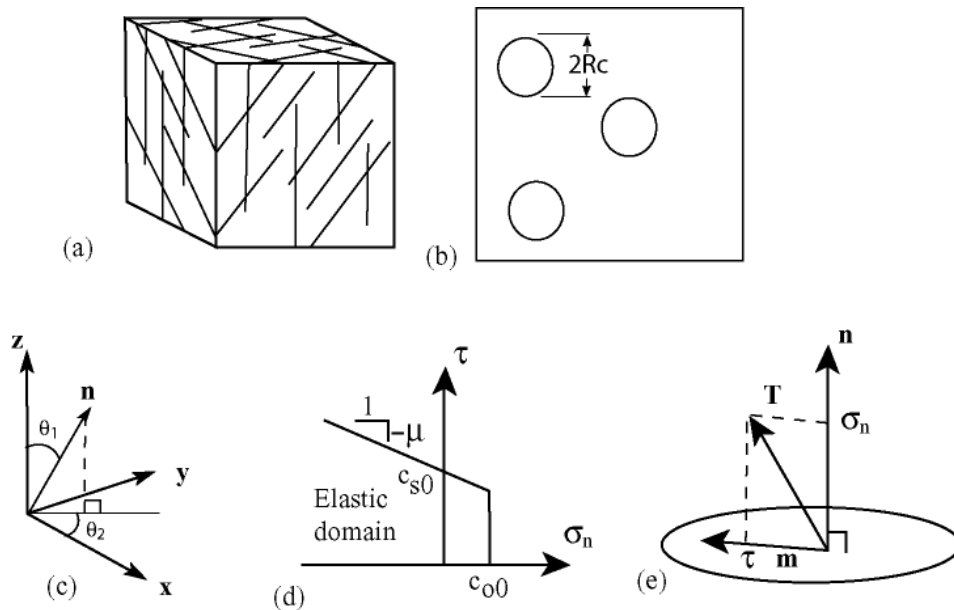 (a)
2Rc
(b)
z
n
θ1
y
θ2
x
(c)
τ
1
-μ
cs0
Elastic
domain
σn
co0
(d)
n
T
σn
τ
m
(e)